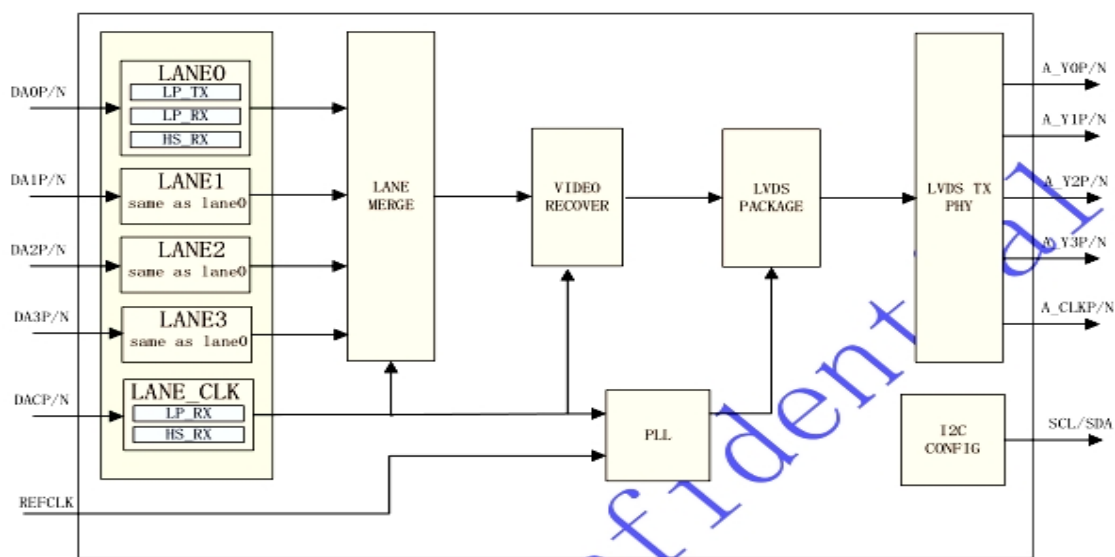 DA0P/N
LANE0
LP_TX
LP_RX
HS_RX
DA1P/N
LANE1
same as lane0
DA2P/N
LANE2
same as lane0
DA3P/N
LANE3
same as lane0
DACP/N
LANE_CLK
LP_RX
HS_RX
REFCLK
LANE
MERGE
VIDEO
RECOVER
LVDS
PACKAGE
PLL
LVDS TX
PHY
I2C
CONFIG
A_Y0P/N
A_Y1P/N
A_Y2P/N
A_Y3P/N
A_CLKP/N
SCL/SDA